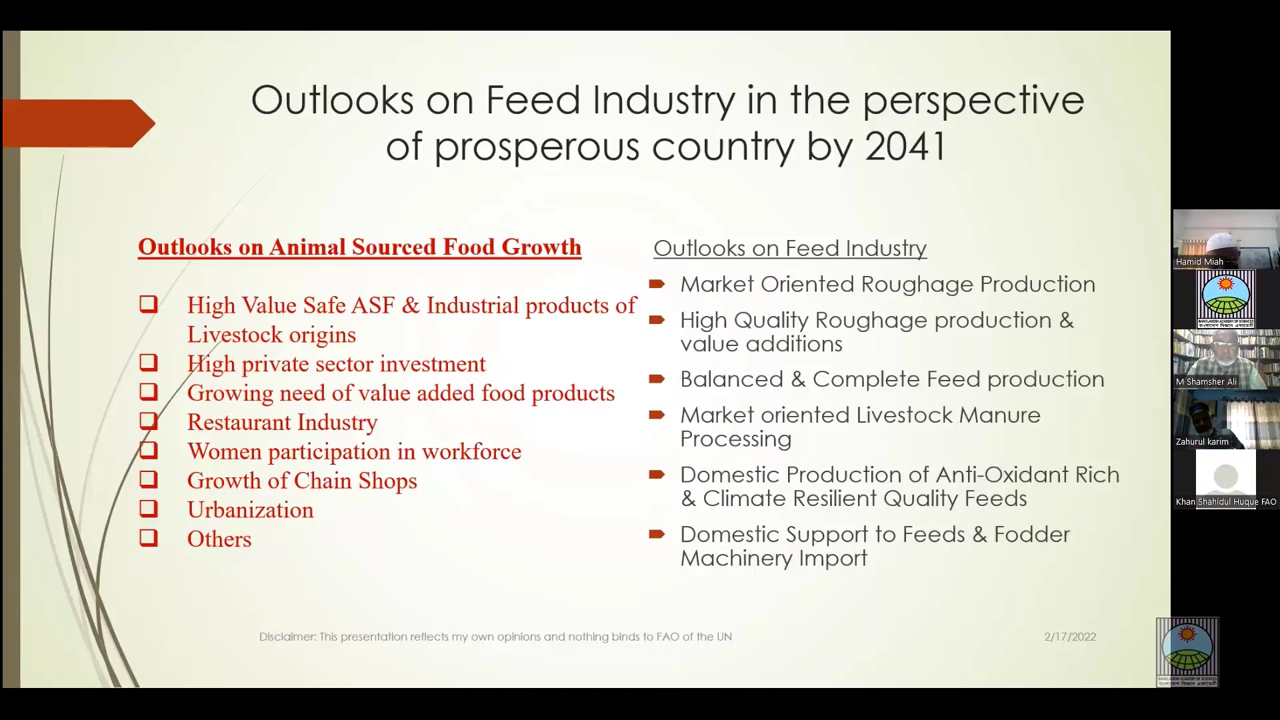 Outlooks on Feed Industry in the perspective
of prosperous country by 2041
Outlooks on Animal Sourced Food Growth
High Value Safe ASF & Industrial products of
Livestock origins
High private sector investment
Growing need of value added food products
Restaurant Industry
Women participation in workforce
Growth of Chain Shops
Urbanization
Others
Outlooks on Feed Industry
Market Oriented Roughage Production
High Quality Roughage production &
value additions
Balanced & Complete Feed production
Market oriented Livestock Manure
Processing
Domestic Production of Anti-Oxidant Rich
& Climate Resilient Quality Feeds
Domestic Support to Feeds & Fodder
Machinery Import
Disclaimer: This presentation reflects my own opinions and nothing binds to FAO of the UN
2/17/2022
Hamid Miah
BANGLADESH ACADEMY OF SCIENCES
M Shamsher Ali
Zahurul karim
Khan Shahidul Huque FAO